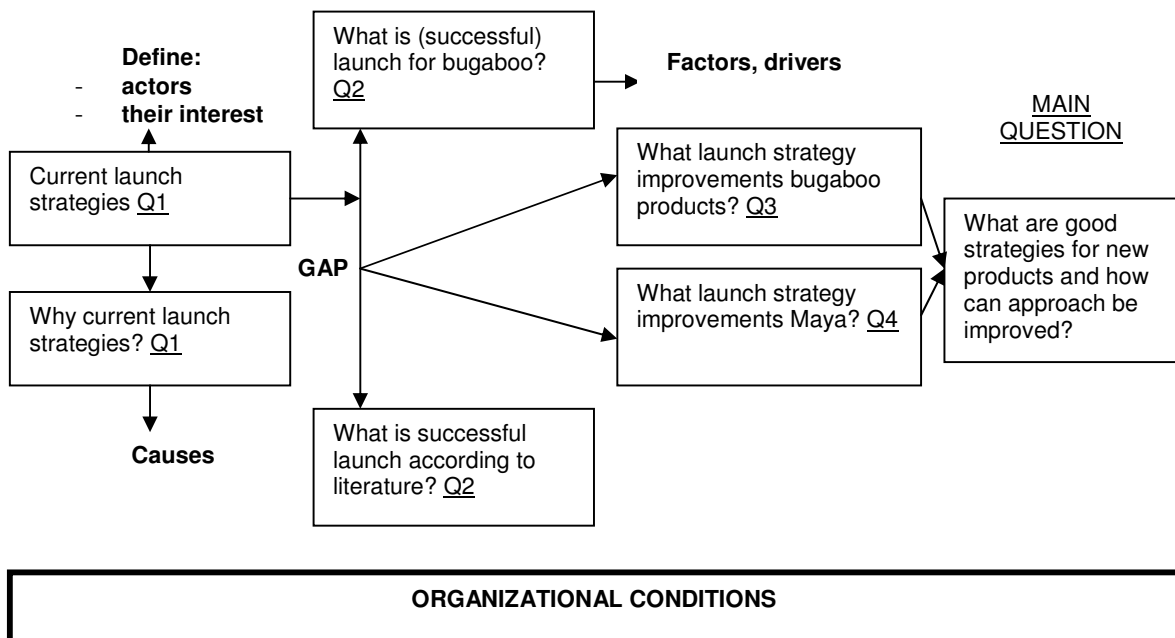 Define:
- actors
- their interest
Current launch
strategies Q1
Why current launch
strategies? Q1
Causes
What is (successful)
launch for bugaboo?
Q2
Factors, drivers
GAP
What is successful
launch according to
literature? Q2
What launch strategy
improvements bugaboo
products? Q3
What launch strategy
improvements Maya? Q4
MAIN
QUESTION
What are good
strategies for new
products and how
can approach be
improved?
ORGANIZATIONAL CONDITIONS